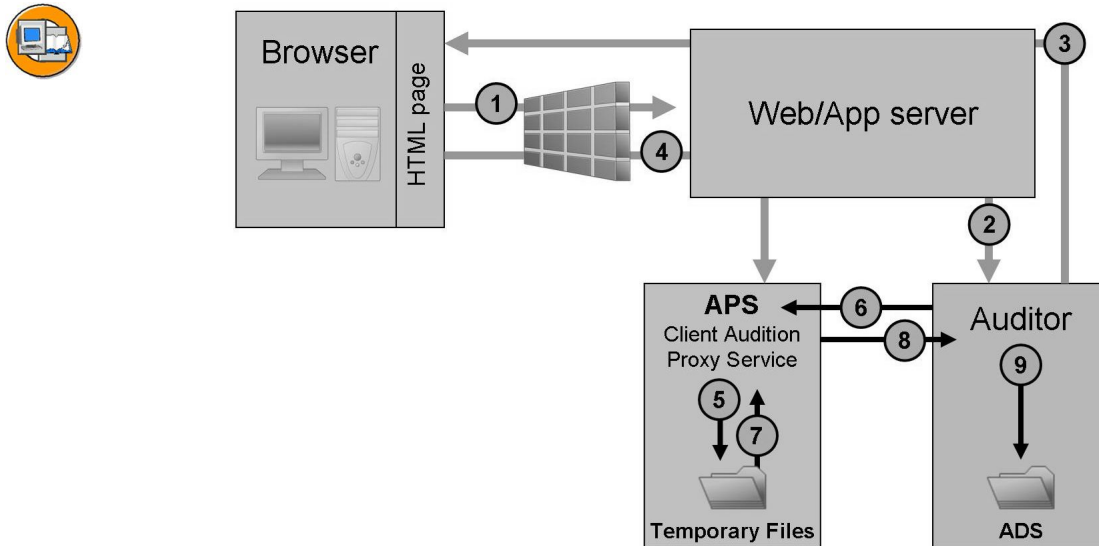 Browser
HTML page
1
4
Web/App server
3
2
APS
Client Audition
Proxy Service
5
7
Temporary Files
6
8
Auditor
9
ADS